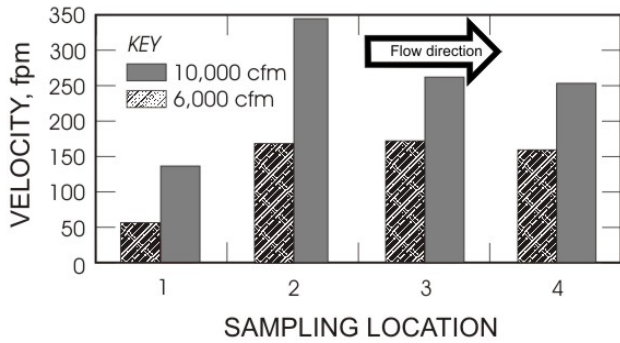 350
300
250
200
150
100
50
0
VELOCITY, fpm
KEY
10,000 cfm
6,000 cfm
Flow direction
1 2 3 4
SAMPLING LOCATION